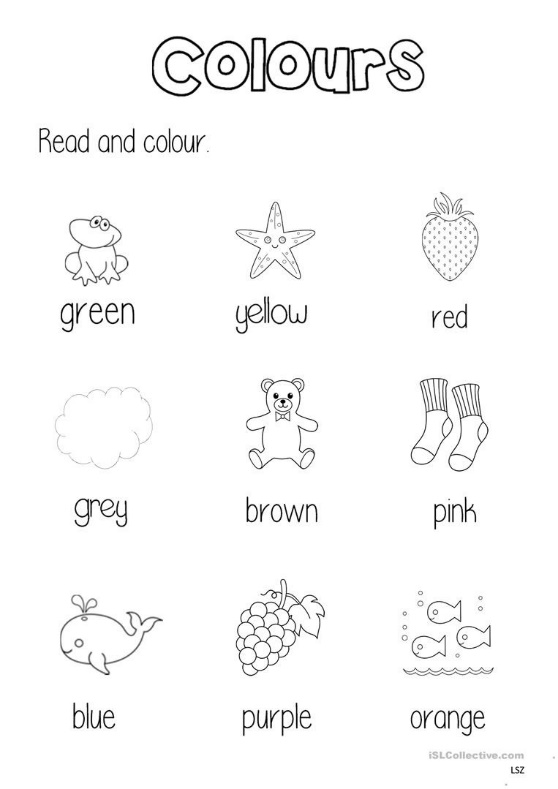 Colours
Read and colour.
green yellow red
grey brown pink
blue purple orange
iSLCollective.com
LSZ